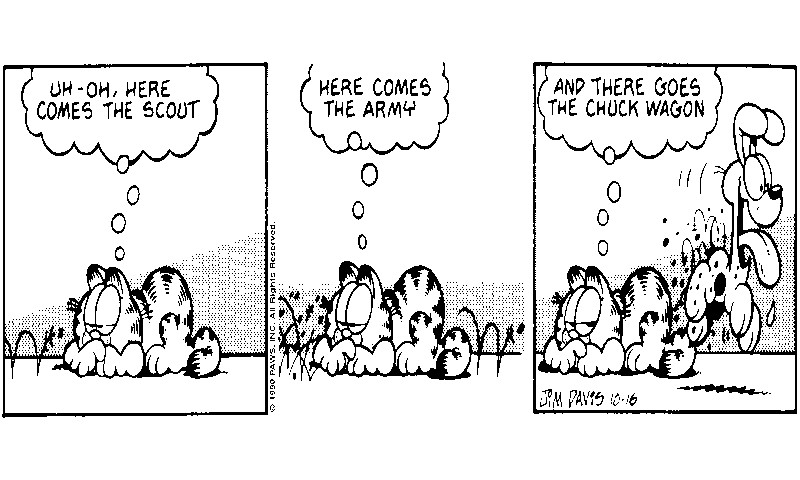 UH-OH, HERE
COMES THE SCOUT
© 1990 PAWS, INC. All Rights Reserved.
HERE COMES
THE ARMY
AND THERE GOES
THE CHUCK WAGON
JIM DAVIS 10-16